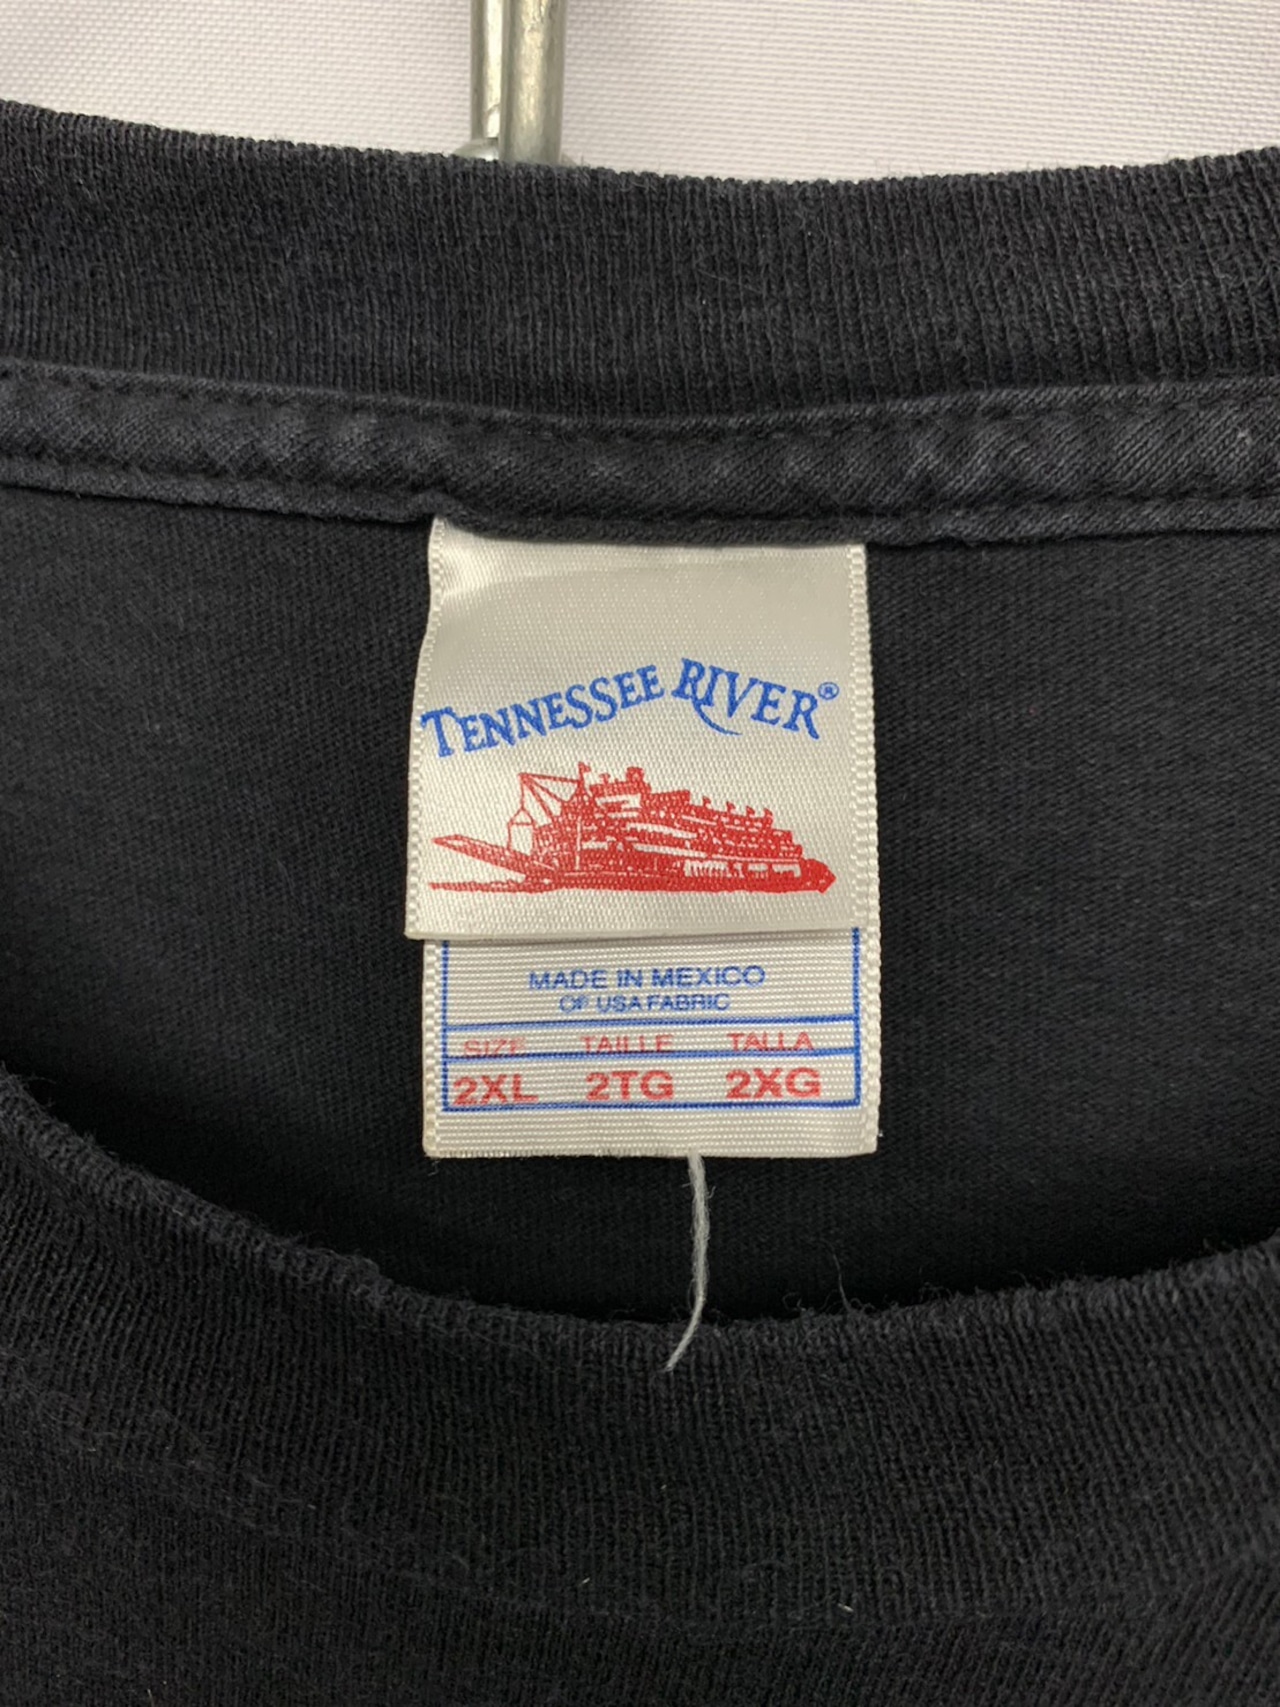 TENNESSEE RIVER®
MADE IN MEXICO
OF USA FABRIC
SIZE TAILLE TALLA
2XL 2TG 2XG